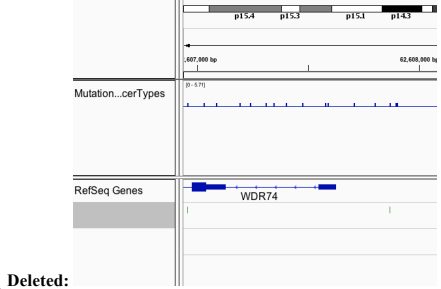 p15.4 p15.3 p15.1 p14.3
,607,000 bp 62,608,000 bp
Mutation...cerTypes [0 - 5.71]
RefSeq Genes
WDR74
Deleted: